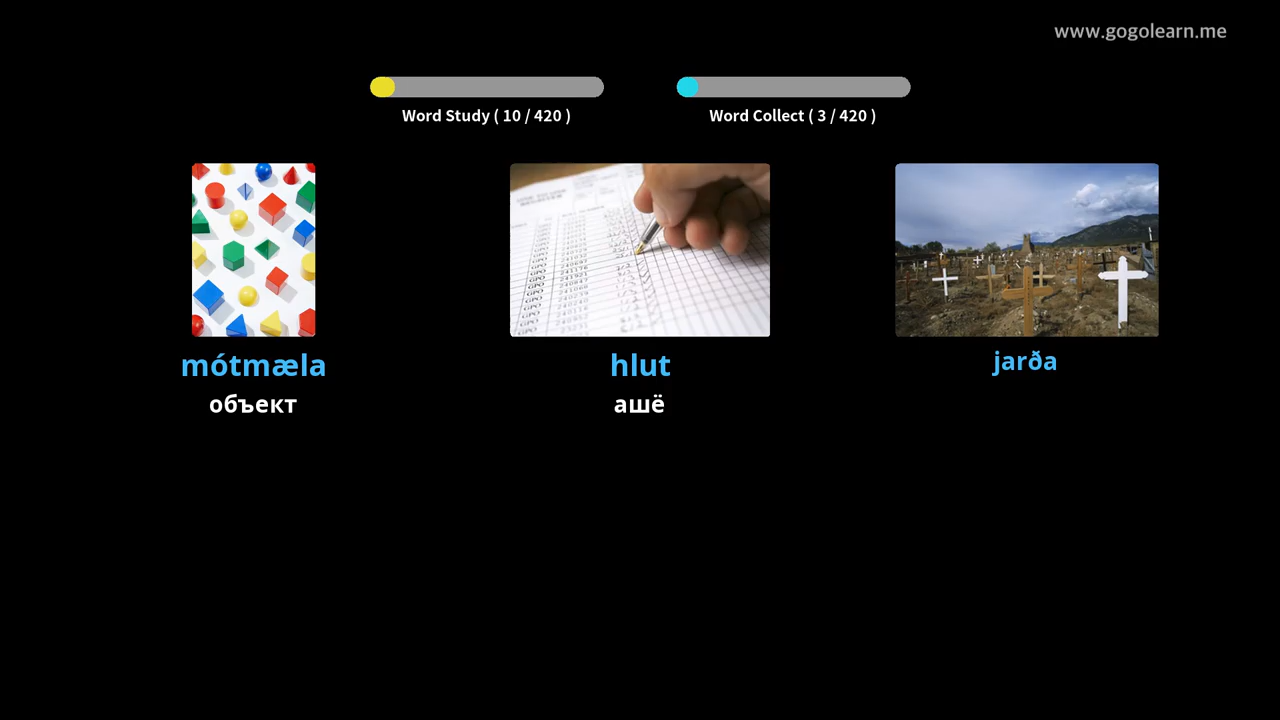 www.gogolearn.me
Word Study ( 10 / 420 )
Word Collect ( 3 / 420 )
mótmæla
hlut
jarða
объект
ашё